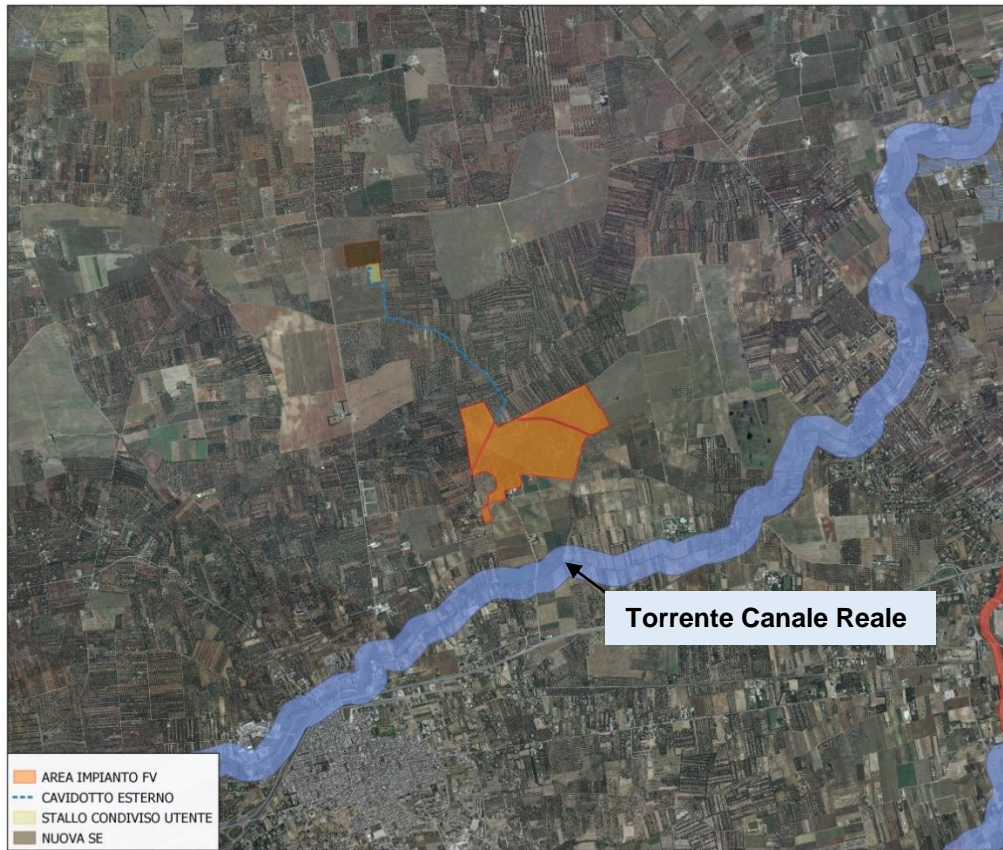 Torrente Canale Reale
AREA IMPIANTO FV
CAVIDOTTO ESTERNO
STALLO CONDIVISO UTENTE
NUOVA SE